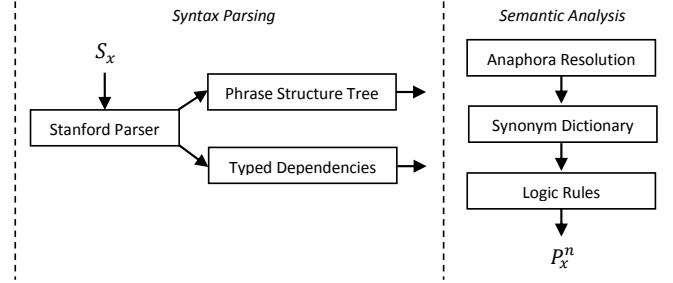 Syntax Parsing
Semantic Analysis
S_x
Stanford Parser
Phrase Structure Tree
Typed Dependencies
Anaphora Resolution
Synonym Dictionary
Logic Rules
P_x^n